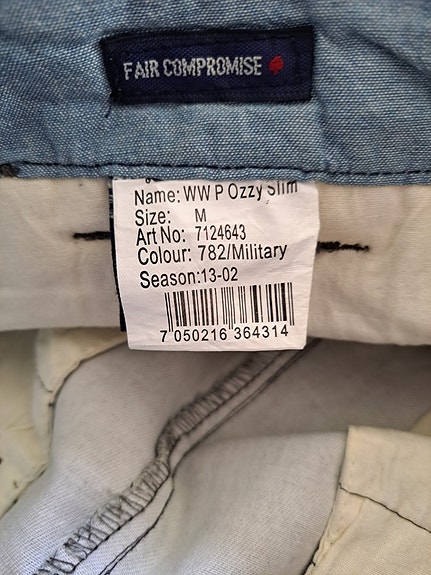 FAIR COMPROMISE
Name: WW P Ozzy Slim
Size: M
Art No: 7124643
Colour: 782/Military
Season:13-02
7 050216 364314